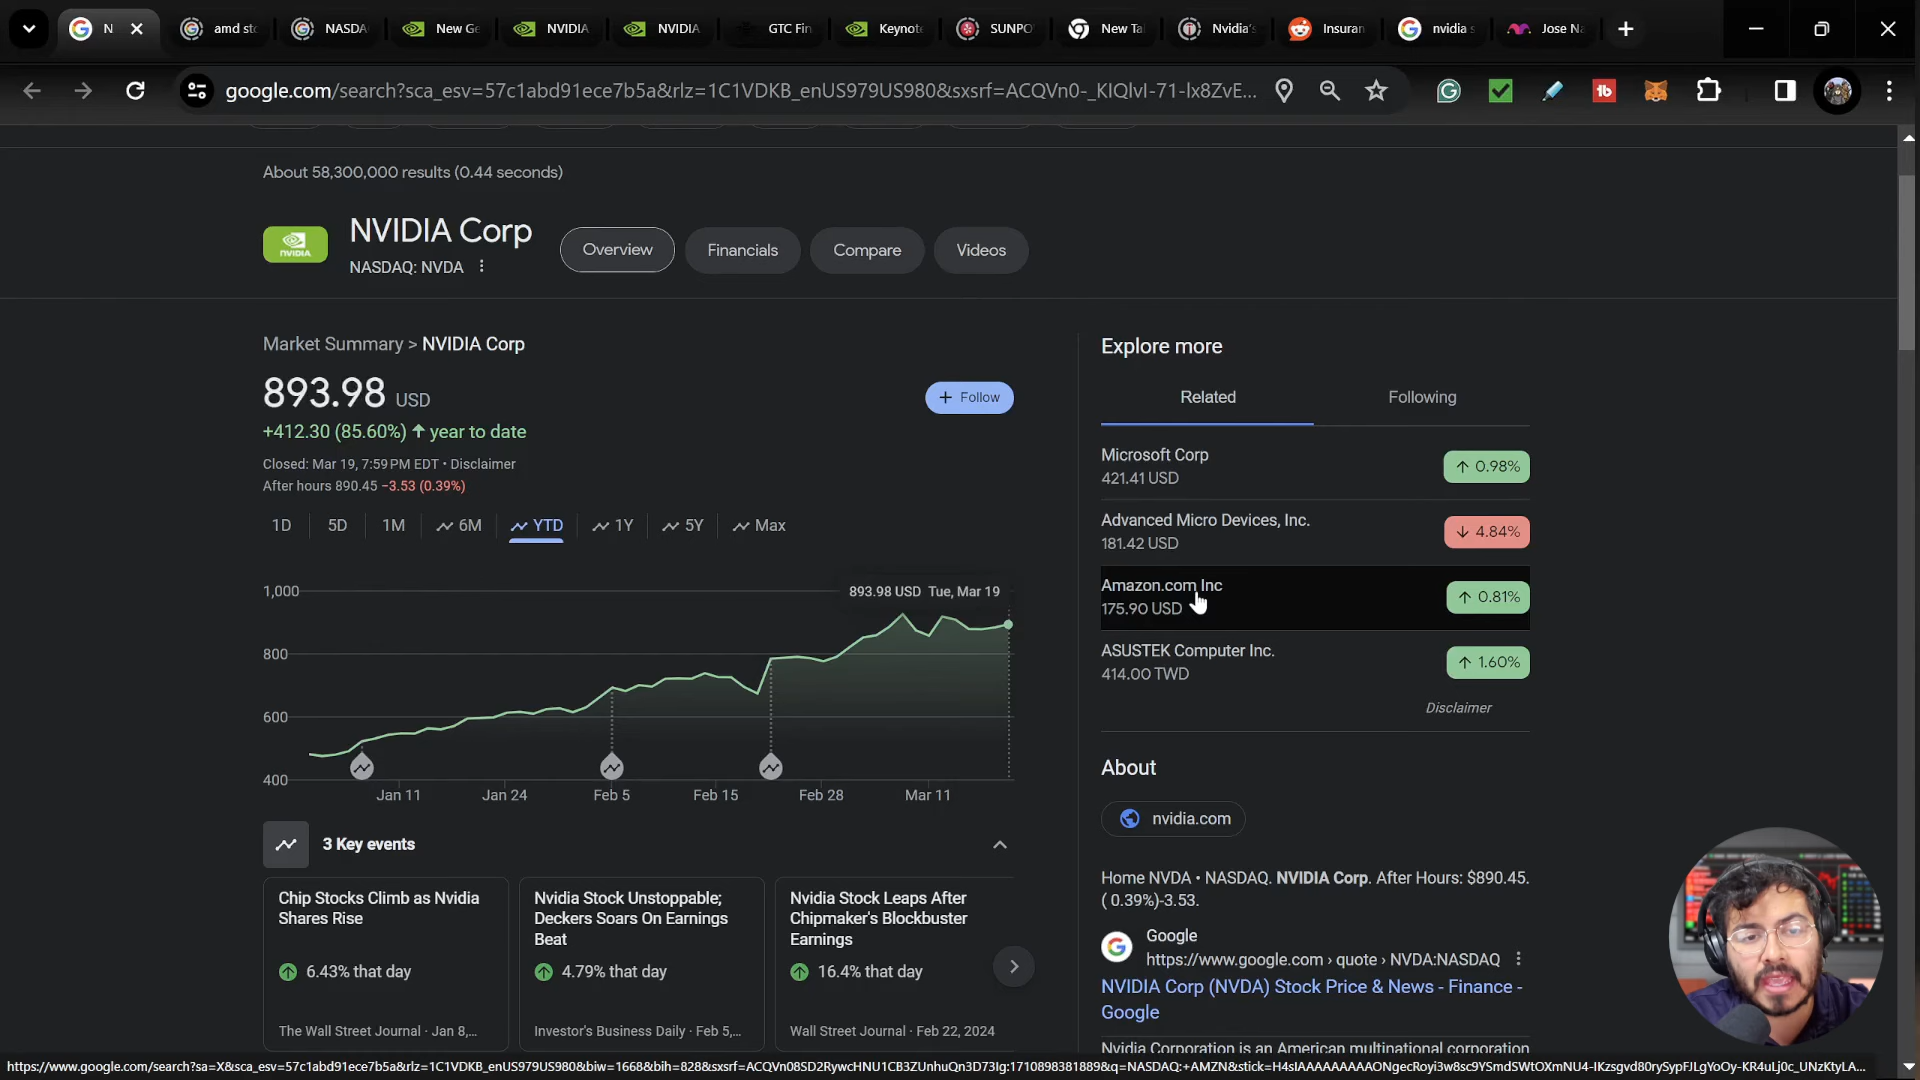 N
amd stc
NASDA
New Ge
NVIDIA
NVIDIA
GTC Fin
Keynote
SUNPO
New Tal
Nvidia's
Insuran
nvidia s
Jose Na
google.com/search?sca_esv=57c1abd91ece7b5a&rlz=1C1VDKB_enUS979US980&sxsrf=ACQVn0-_KIQlvI-71-lx8ZvE...
About 58,300,000 results (0.44 seconds)
NVIDIA
NVIDIA Corp
NASDAQ: NVDA
Overview
Financials
Compare
Videos
Market Summary > NVIDIA Corp
893.98 USD
+ Follow
+412.30 (85.60%) ↑ year to date
Closed: Mar 19, 7:59 PM EDT • Disclaimer
After hours 890.45 −3.53 (0.39%)
1D
5D
1M
6M
YTD
1Y
5Y
Max
893.98 USD Tue, Mar 19
1,000
800
600
400
Jan 11
Jan 24
Feb 5
Feb 15
Feb 28
Mar 11
3 Key events
Chip Stocks Climb as Nvidia
Shares Rise
6.43% that day
The Wall Street Journal · Jan 8,...
Nvidia Stock Unstoppable;
Deckers Soars On Earnings
Beat
4.79% that day
Investor's Business Daily · Feb 5,...
Nvidia Stock Leaps After
Chipmaker's Blockbuster
Earnings
16.4% that day
Wall Street Journal · Feb 22, 2024
Explore more
Related
Following
Microsoft Corp
421.41 USD
↑ 0.98%
Advanced Micro Devices, Inc.
181.42 USD
↓ 4.84%
Amazon.com Inc
175.90 USD
↑ 0.81%
ASUSTEK Computer Inc.
414.00 TWD
↑ 1.60%
Disclaimer
About
nvidia.com
Home NVDA • NASDAQ. NVIDIA Corp. After Hours: $890.45.
( 0.39%)-3.53.
Google
https://www.google.com › quote › NVDA:NASDAQ
NVIDIA Corp (NVDA) Stock Price & News - Finance -
Google
Nvidia Corporation is an American multinational corporation